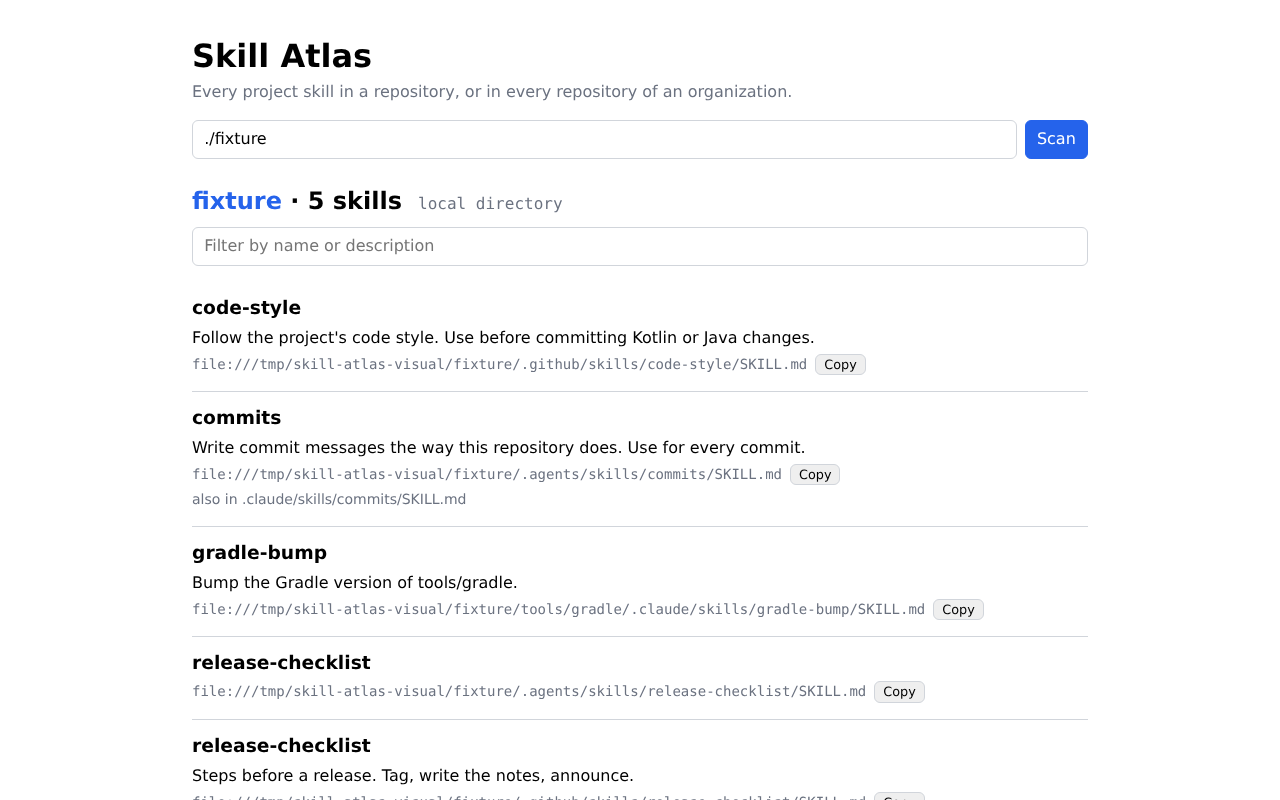 Skill Atlas
Every project skill in a repository, or in every repository of an organization.
./fixture
Scan
fixture · 5 skills local directory
Filter by name or description
code-style
Follow the project's code style. Use before committing Kotlin or Java changes.
file:///tmp/skill-atlas-visual/fixture/.github/skills/code-style/SKILL.md Copy
commits
Write commit messages the way this repository does. Use for every commit.
file:///tmp/skill-atlas-visual/fixture/.agents/skills/commits/SKILL.md Copy
also in .claude/skills/commits/SKILL.md
gradle-bump
Bump the Gradle version of tools/gradle.
file:///tmp/skill-atlas-visual/fixture/tools/gradle/.claude/skills/gradle-bump/SKILL.md Copy
release-checklist
file:///tmp/skill-atlas-visual/fixture/.agents/skills/release-checklist/SKILL.md Copy
release-checklist
Steps before a release. Tag, write the notes, announce.